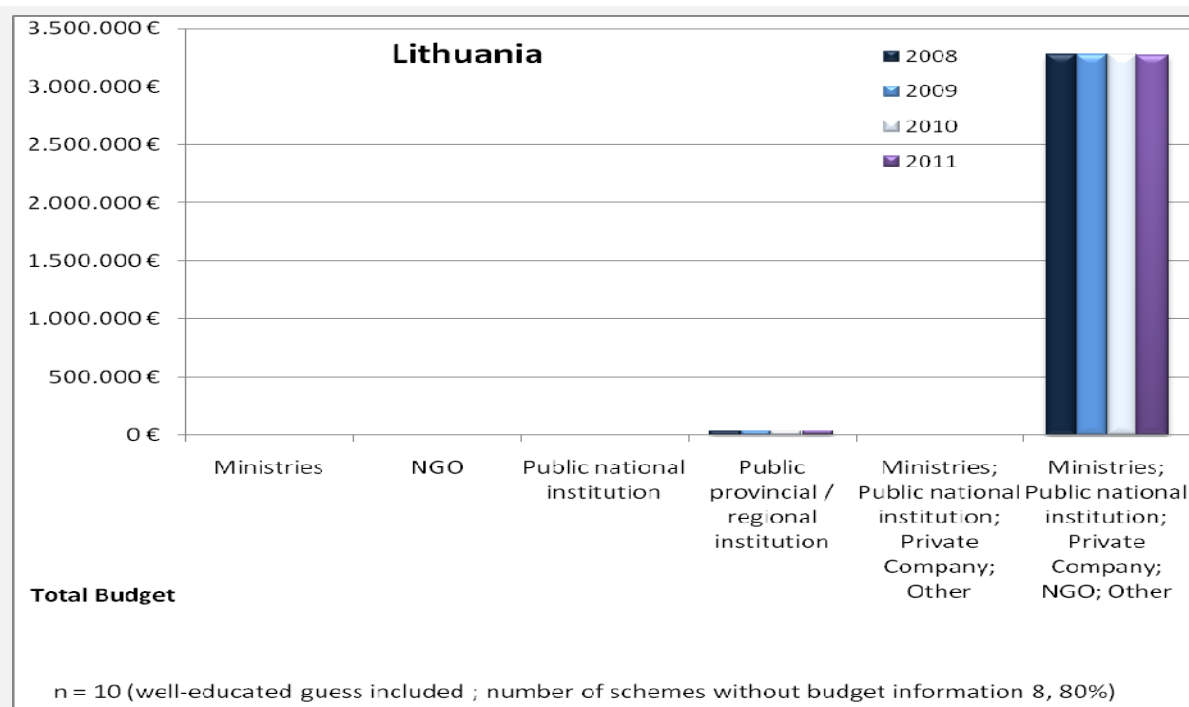 Lithuania
3.500.000 €
3.000.000 €
2.500.000 €
2.000.000 €
1.500.000 €
1.000.000 €
500.000 €
0 €
2008
2009
2010
2011
Ministries
NGO
Public national
institution
Public
provincial /
regional
institution
Ministries;
Public national
institution;
Private
Company;
Other
Ministries;
Public national
institution;
Private
Company;
NGO; Other
Total Budget
n = 10 (well-educated guess included ; number of schemes without budget information 8, 80%)